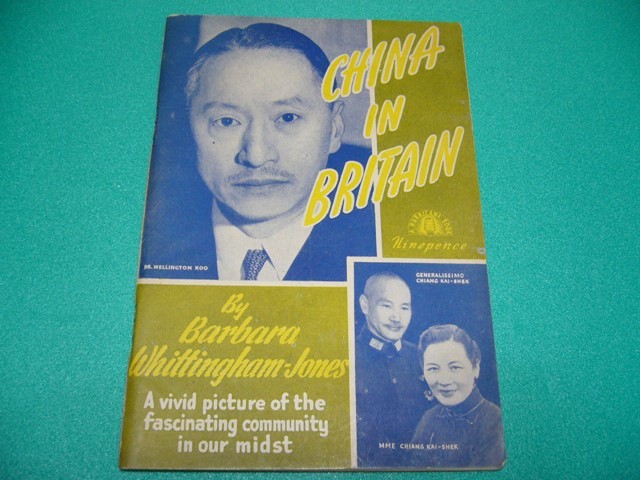 CHINA
IN
BRITAIN
Ninepence
DR. WELLINGTON KOO
GENERALISSIMO
CHIANG KAI-SHEK
By
Barbara
Whittingham-Jones
A vivid picture of the
fascinating community
in our midst
MME CHIANG KAI-SHEK